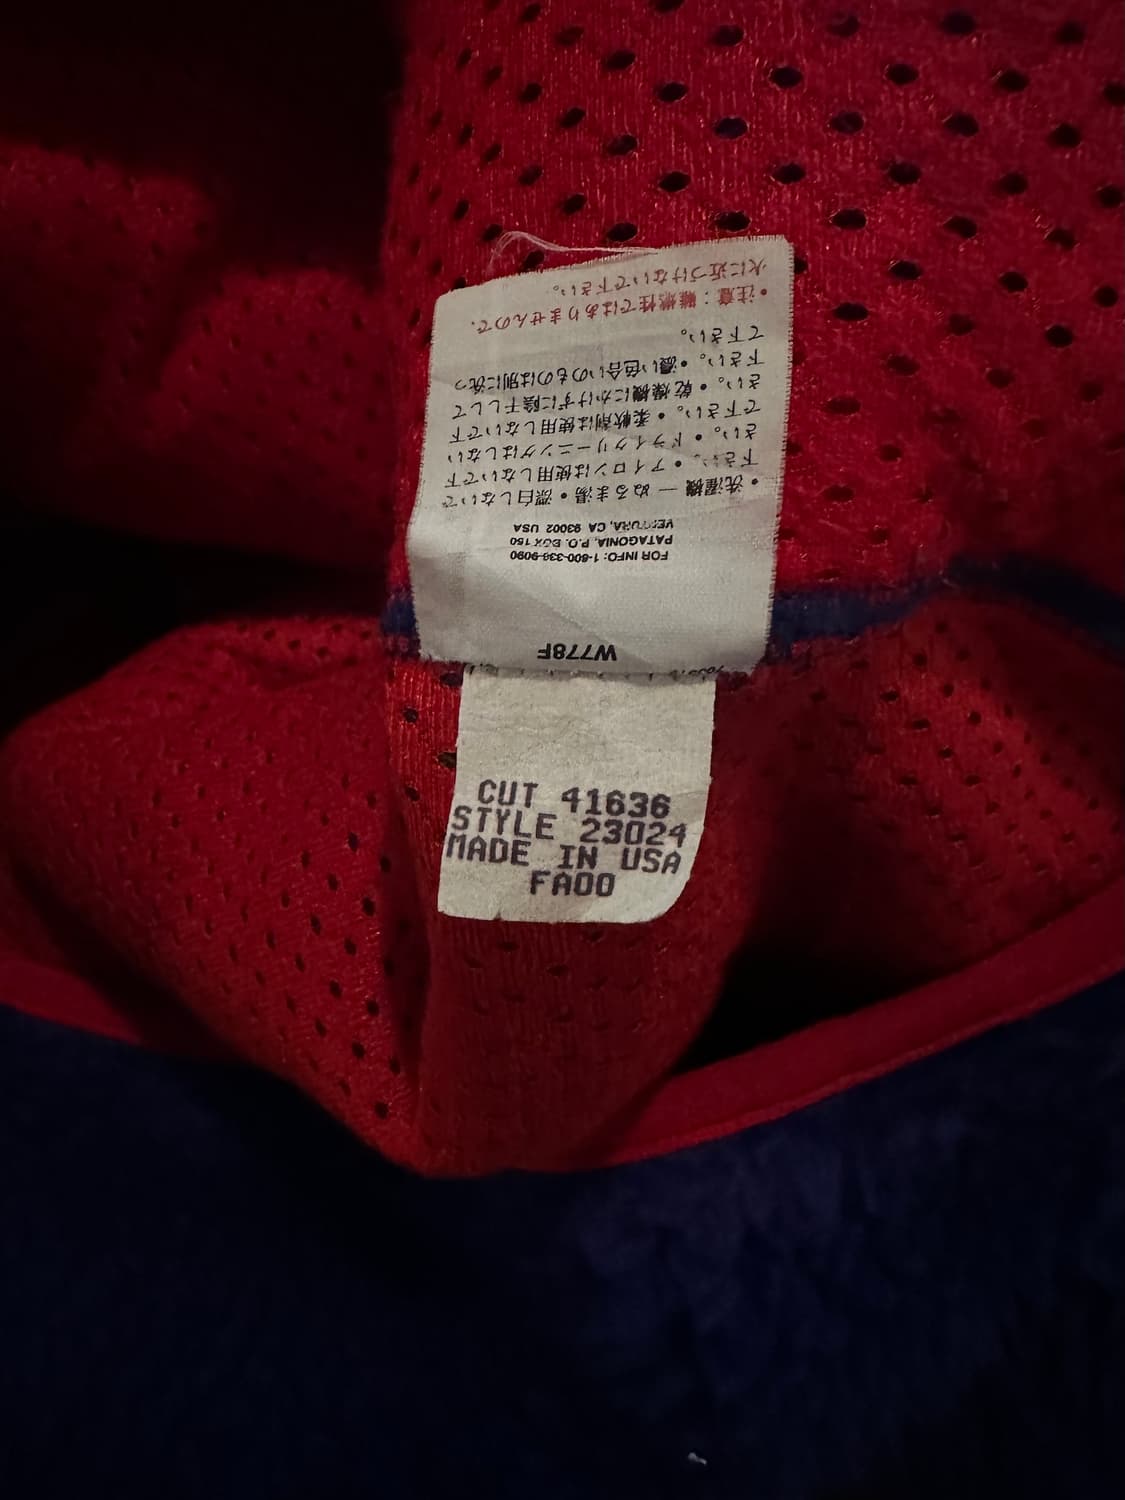 W778F
FOR INFO: 1-800-336-9090
PATAGONIA, P.O. BOX 150
VENTURA, CA 93002 USA
•洗濯機 — ぬるま湯•漂白しないで
下さい。•アイロンは使用しないで下
さい。•ドライクリーニングはしない
で下さい。•柔軟剤は使用しないで下
さい。•乾燥機にかけずに陰干しして
下さい。•濃い色合いのものは別に洗っ
て下さい。
•注意：難燃性ではありませんので、
火に近づけないで下さい。
CUT 41636
STYLE 23024
MADE IN USA
FA00